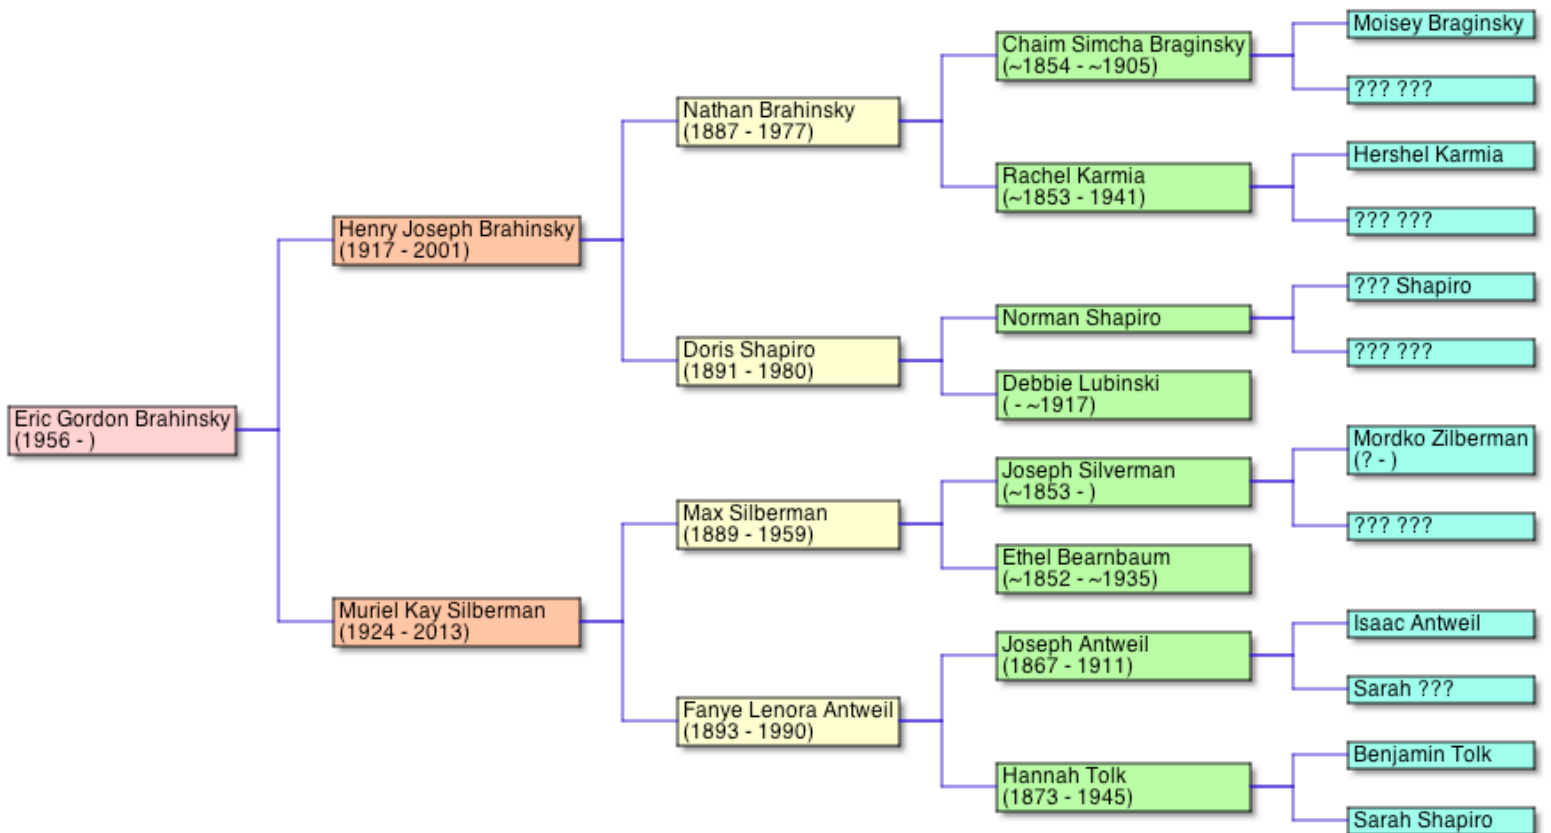 Moisey Braginsky
Chaim Simcha Braginsky
(~1854 - ~1905)
??? ???
Nathan Brahinsky
(1887 - 1977)
Hershel Karmia
Rachel Karmia
(~1853 - 1941)
??? ???
Henry Joseph Brahinsky
(1917 - 2001)
??? Shapiro
Norman Shapiro
??? ???
Doris Shapiro
(1891 - 1980)
Debbie Lubinski
( - ~1917)
Eric Gordon Brahinsky
(1956 - )
Mordko Zilberman
(? - )
Joseph Silverman
(~1853 - )
??? ???
Max Silberman
(1889 - 1959)
Ethel Bearnbaum
(~1852 - ~1935)
Muriel Kay Silberman
(1924 - 2013)
Isaac Antweil
Joseph Antweil
(1867 - 1911)
Sarah ???
Fanye Lenora Antweil
(1893 - 1990)
Benjamin Tolk
Hannah Tolk
(1873 - 1945)
Sarah Shapiro